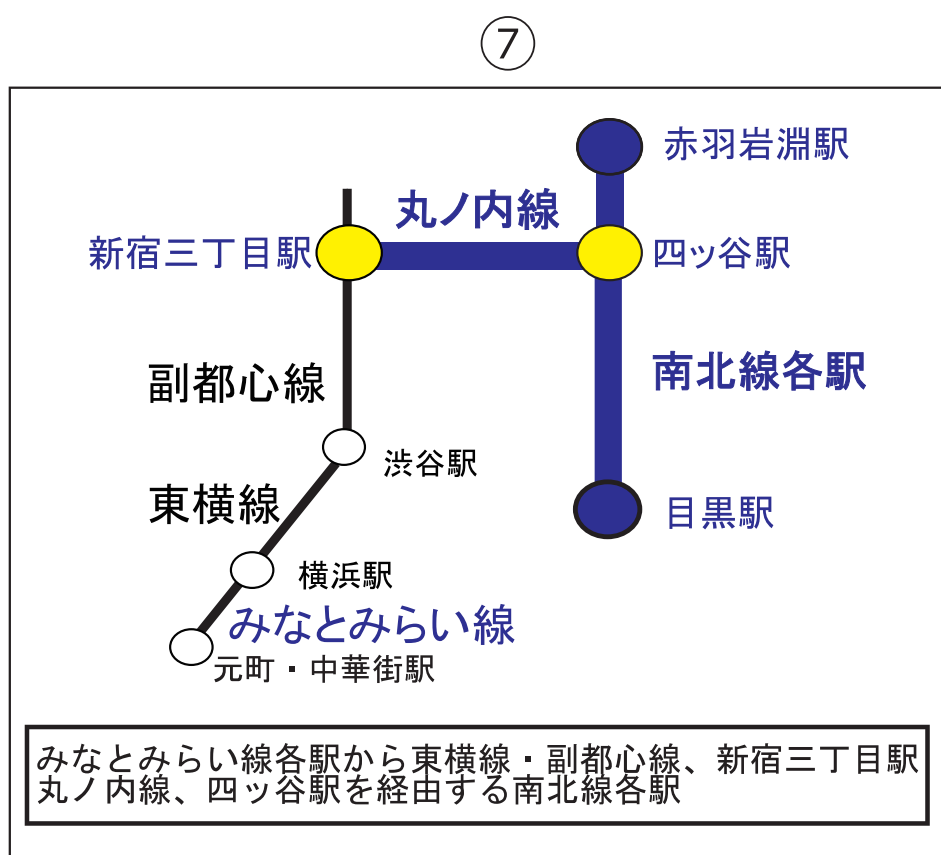 ⑦
赤羽岩淵駅
丸ノ内線
新宿三丁目駅
四ッ谷駅
南北線各駅
副都心線
渋谷駅
東横線
目黒駅
横浜駅
みなとみらい線
元町・中華街駅
みなとみらい線各駅から東横線・副都心線、新宿三丁目駅
丸ノ内線、四ッ谷駅を経由する南北線各駅